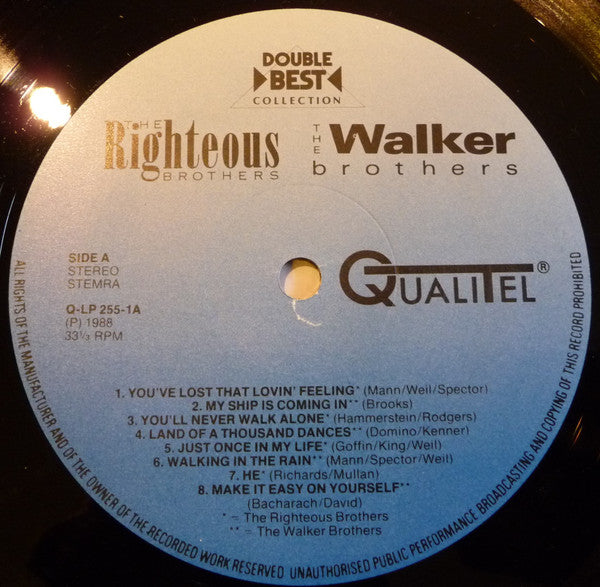 DOUBLE
BEST
COLLECTION
THE
Righteous
BROTHERS
THE
Walker
brothers
SIDE A
STEREO
STEMRA
Q-LP 255-1A
(P) 1988
33⅓ RPM
QUALITEL®
1. YOU'VE LOST THAT LOVIN' FEELING* (Mann/Weil/Spector)
2. MY SHIP IS COMING IN** (Brooks)
3. YOU'LL NEVER WALK ALONE* (Hammerstein/Rodgers)
4. LAND OF A THOUSAND DANCES** (Domino/Kenner)
5. JUST ONCE IN MY LIFE* (Goffin/King/Weil)
6. WALKING IN THE RAIN** (Mann/Spector/Weil)
7. HE* (Richards/Mullan)
8. MAKE IT EASY ON YOURSELF**
(Bacharach/David)
* = The Righteous Brothers
** = The Walker Brothers
ALL RIGHTS OF THE MANUFACTURER AND OF THE OWNER OF THE RECORDED WORK RESERVED UNAUTHORISED PUBLIC PERFORMANCE BROADCASTING AND COPYING OF THIS RECORD PROHIBITED